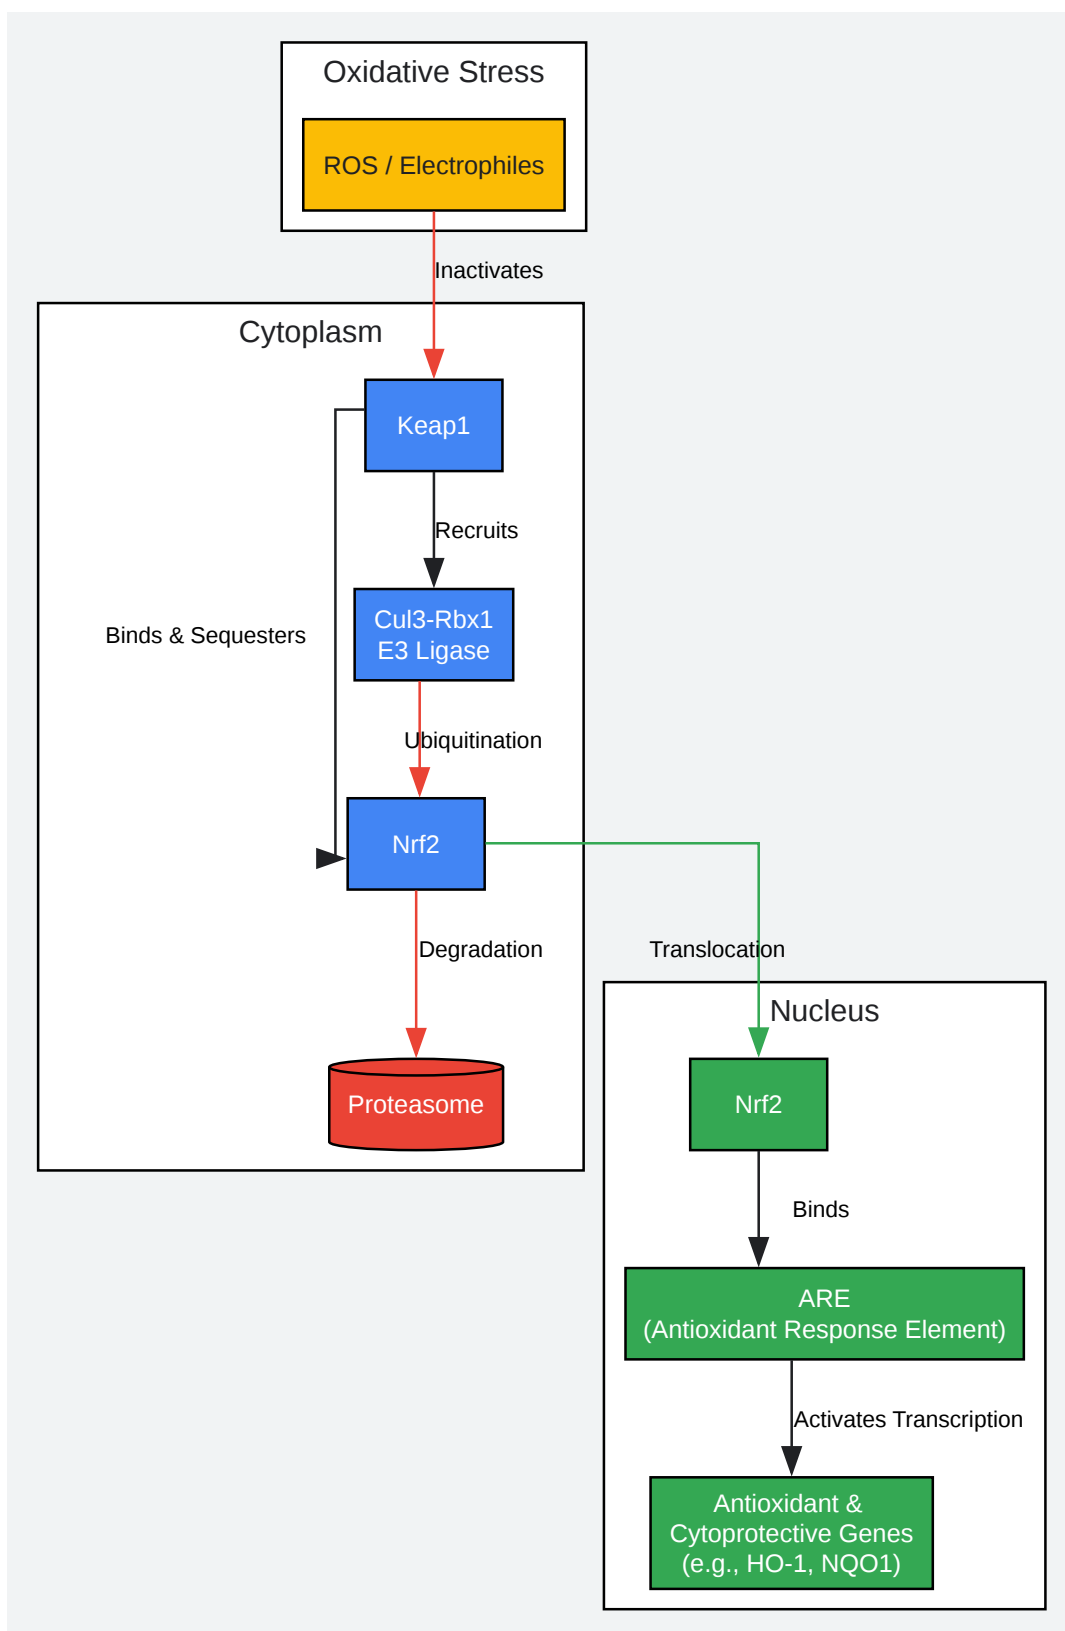 Oxidative Stress
ROS / Electrophiles
Inactivates
Cytoplasm
Keap1
Recruits
Cul3-Rbx1
E3 Ligase
Binds & Sequesters
Ubiquitination
Nrf2
Degradation
Translocation
Proteasome
Nucleus
Nrf2
Binds
ARE
(Antioxidant Response Element)
Activates Transcription
Antioxidant &
Cytoprotective Genes
(e.g., HO-1, NQO1)